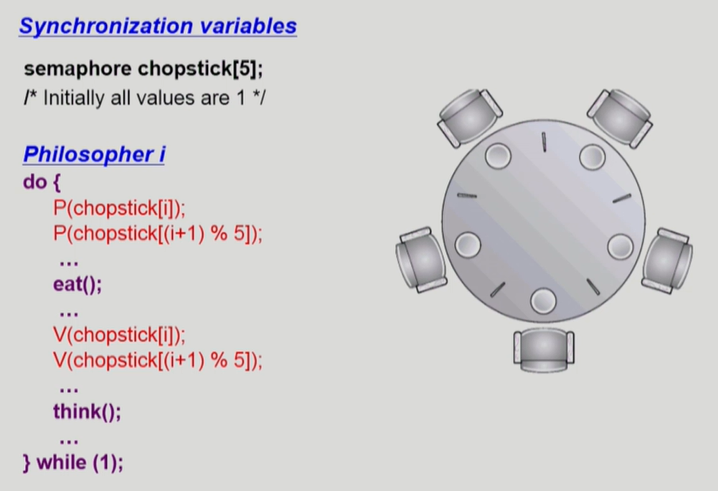 Synchronization variables
semaphore chopstick[5];
/* Initially all values are 1 */
Philosopher i
do {
P(chopstick[i]);
P(chopstick[(i+1) % 5]);
...
eat();
...
V(chopstick[i]);
V(chopstick[(i+1) % 5]);
...
think();
...
} while (1);